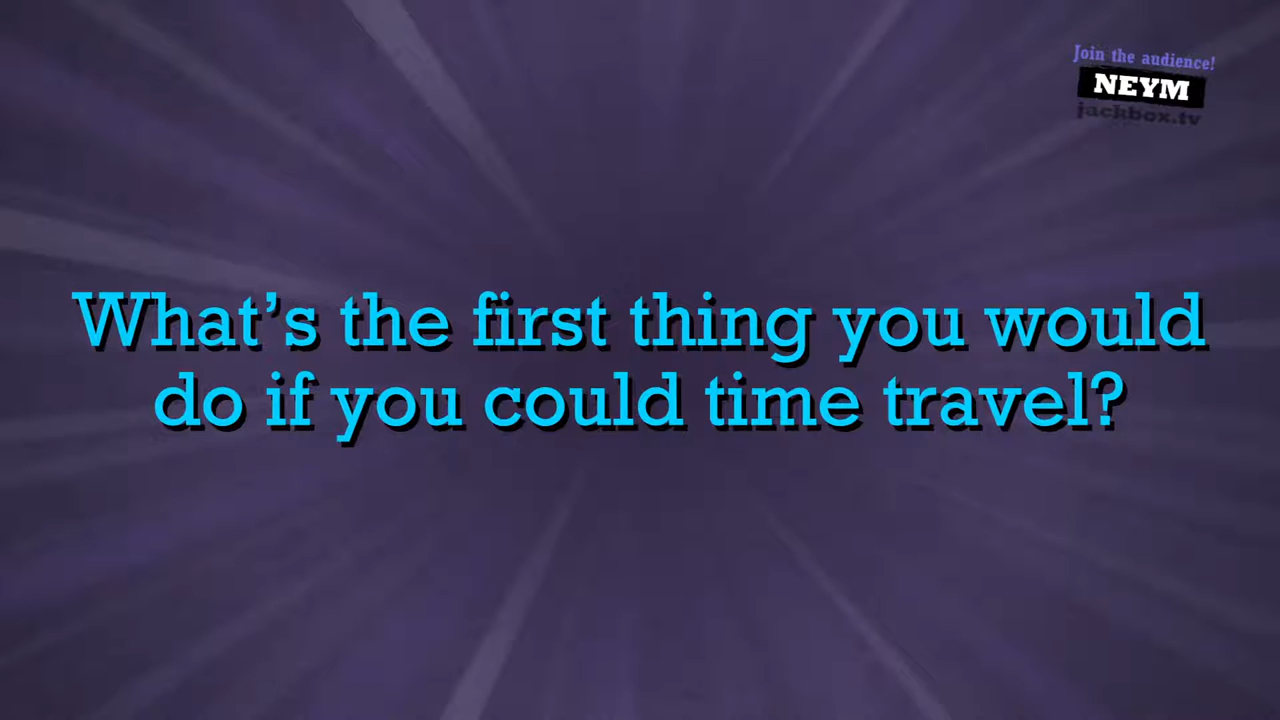 Join the audience!
NEYM
jackbox.tv
What's the first thing you would
do if you could time travel?